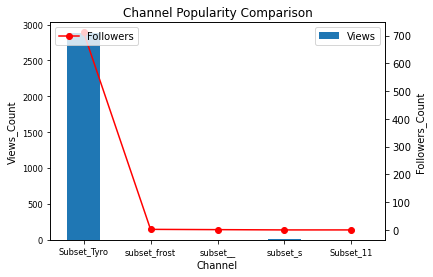 Channel Popularity Comparison
Followers
Views
3000
2500
2000
1500
1000
500
0
Views_Count
700
600
500
400
300
200
100
0
Followers_Count
Subset_Tyro
subset_frost
subset__
subset_s
Subset_11
Channel